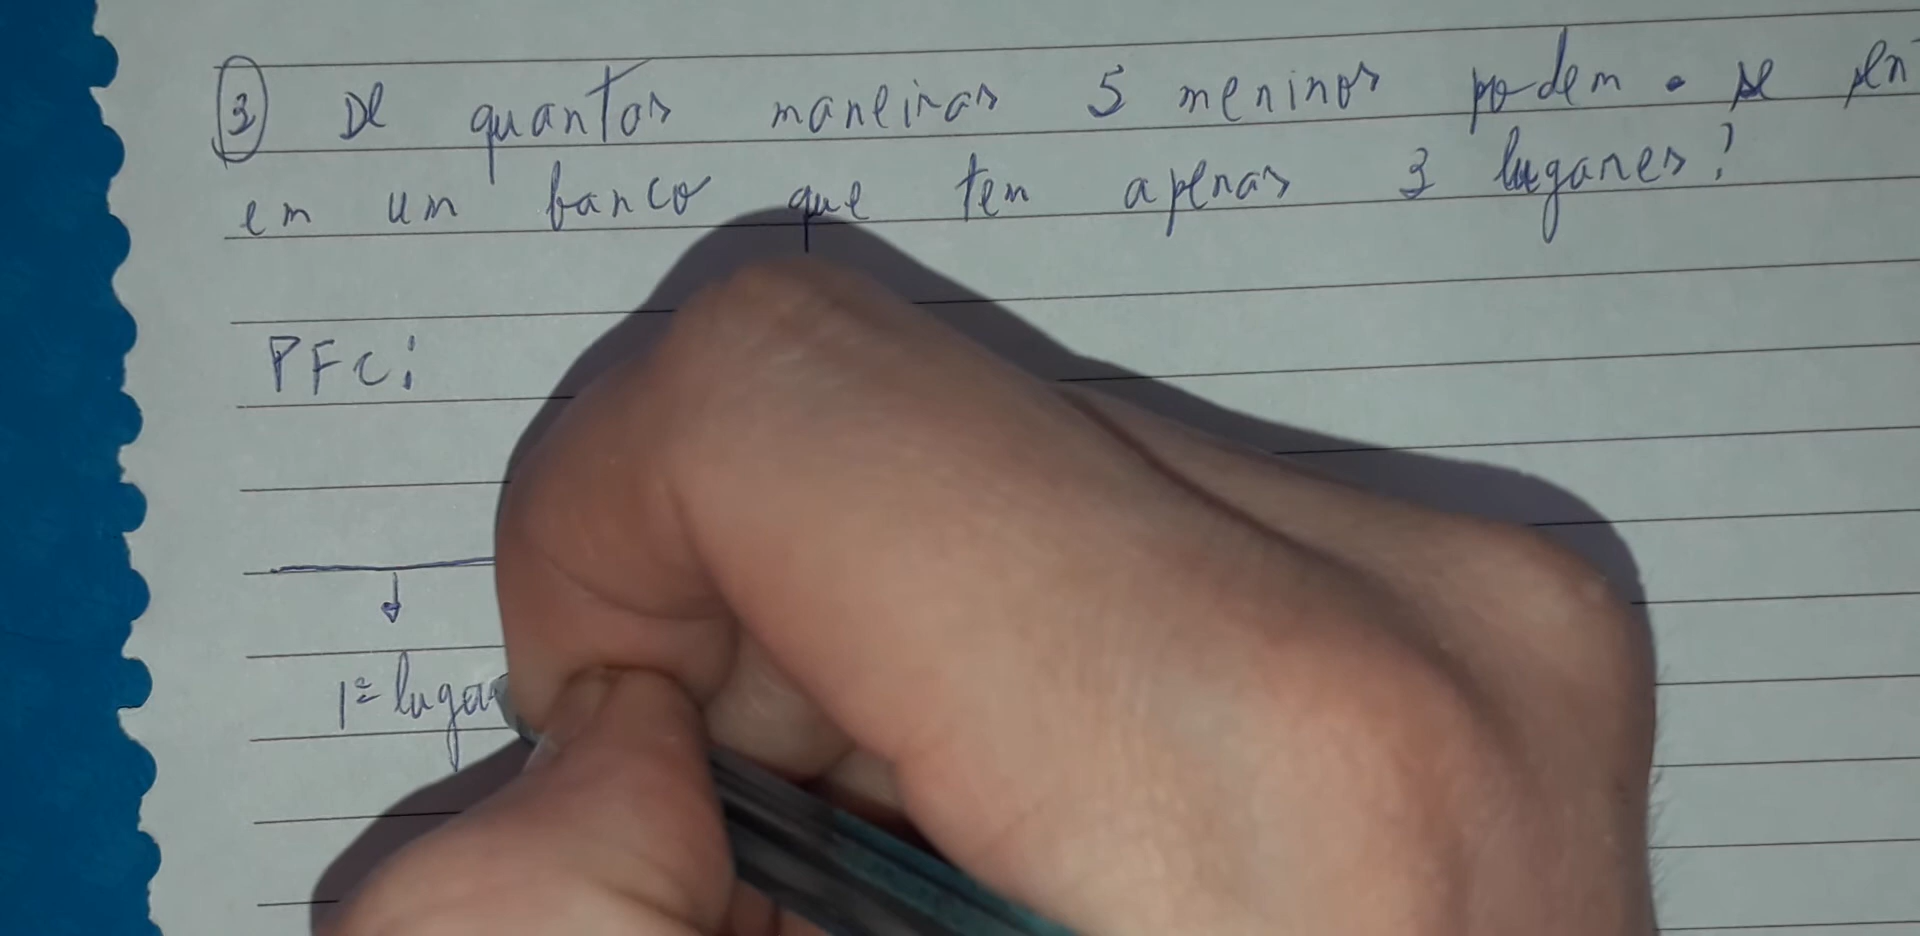 3 De quantas maneiras 5 meninos podem se sen
em um banco que tem apenas 3 lugares?
PFC:
1º lugar